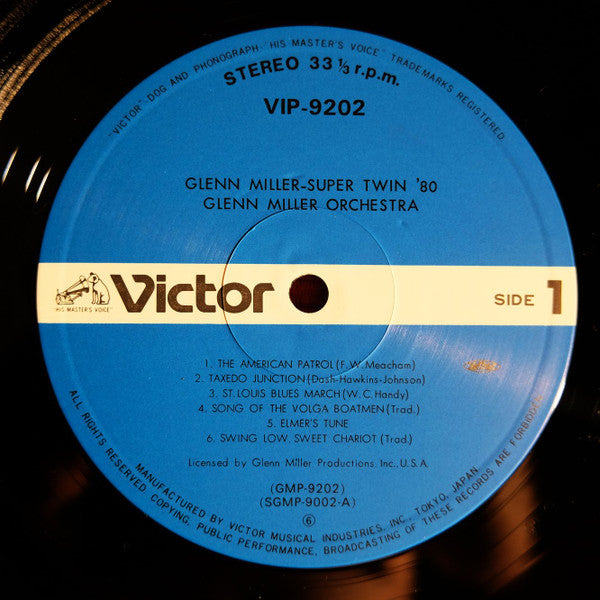 "VICTOR" DOG AND PHONOGRAPH-"HIS MASTER'S VOICE" TRADEMARKS REGISTERED.
STEREO 33 1/3 r.p.m.
VIP-9202
GLENN MILLER-SUPER TWIN '80
GLENN MILLER ORCHESTRA
"HIS MASTER'S VOICE"
Victor
SIDE 1
1. THE AMERICAN PATROL (F. W. Meacham)
2. TAXEDO JUNCTION (Dash-Hawkins-Johnson)
3. ST. LOUIS BLUES MARCH (W. C. Handy)
4. SONG OF THE VOLGA BOATMEN (Trad.)
5. ELMER'S TUNE
6. SWING LOW, SWEET CHARIOT (Trad.)
Licensed by Glenn Miller Productions Inc., U.S.A.
(GMP-9202)
(SGMP-9002-A)
⑥
MANUFACTURED BY VICTOR MUSICAL INDUSTRIES, INC., TOKYO, JAPAN
ALL RIGHTS RESERVED COPYING, PUBLIC PERFORMANCE, BROADCASTING OF THESE RECORDS ARE FORBIDDEN.